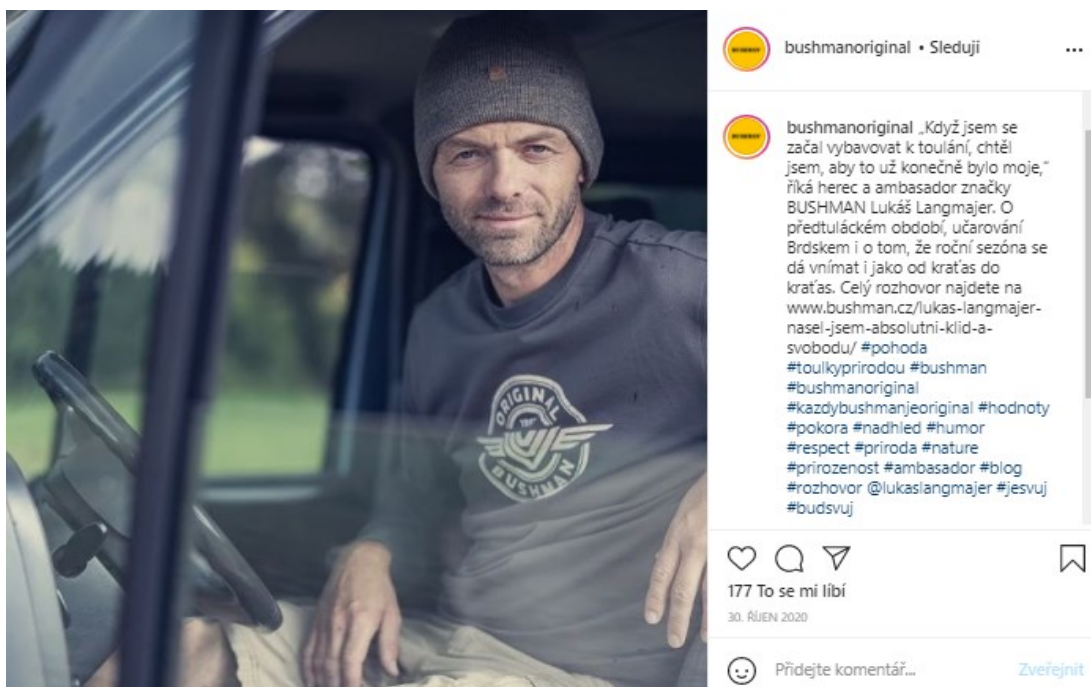 ORIGINAL
BUSHMAN
bushmanoriginal • Sleduji
bushmanoriginal „Když jsem se
začal vybavovat k toulání, chtěl
jsem, aby to už konečně bylo moje,“
říká herec a ambasador značky
BUSHMAN Lukáš Langmajer. O
předtuláckém období, učarování
Brdskem i o tom, že roční sezóna se
dá vnímat i jako od kraťas do
kraťas. Celý rozhovor najdete na
www.bushman.cz/lukas-langmajer-
nasel-jsem-absolutni-klid-a-
svobodu/ #pohoda
#toulkyprirodou #bushman
#bushmanoriginal
#kazdybushmanjeoriginal #hodnoty
#pokora #nadhled #humor
#respect #priroda #nature
#prirozenost #ambasador #blog
#rozhovor @lukaslangmajer #jesvuj
#budsvuj
177 To se mi líbí
30. ŘÍJEN 2020
Přidejte komentář...
Zveřejnit